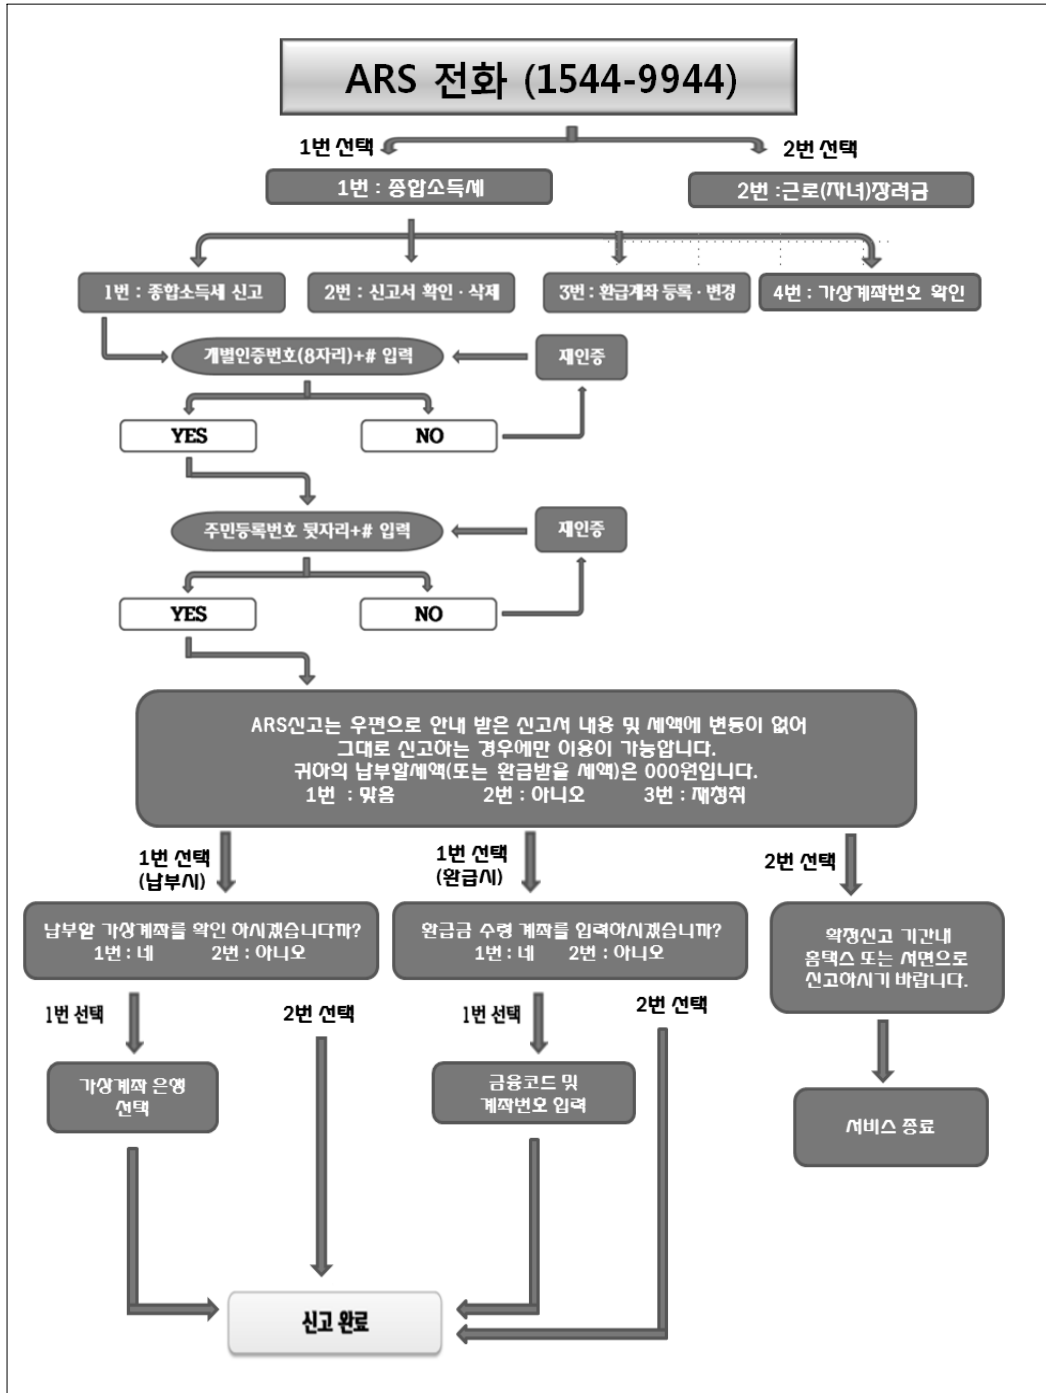 ARS 전화 (1544-9944)
1번 선택
2번 선택
1번 : 종합소득세
2번 :근로(자녀)장려금
1번 : 종합소득세 신고
2번 : 신고서 확인 · 삭제
3번 : 환급계좌 등록 · 변경
4번 : 가상계좌번호 확인
개별인증번호(8자리)+# 입력
재인증
YES
NO
주민등록번호 뒷자리+# 입력
재인증
YES
NO
ARS신고는 우편으로 안내 받은 신고서 내용 및 세액에 변동이 없어
그대로 신고하는 경우에만 이용이 가능합니다.
귀하의 납부할세액(또는 환급받을 세액)은 000원입니다.
1번 : 맞음 2번 : 아니오 3번 : 재청취
1번 선택
(납부시)
1번 선택
(환급시)
2번 선택
납부할 가상계좌를 확인 하시겠습니다까?
1번 : 네 2번 : 아니오
환급금 수령 계좌를 입력하시겠습니까?
1번 : 네 2번 : 아니오
확정신고 기간내
홈택스 또는 서면으로
신고하시기 바랍니다.
1번 선택
2번 선택
1번 선택
2번 선택
가상계좌 은행
선택
금융코드 및
계좌번호 입력
서비스 종료
신고 완료